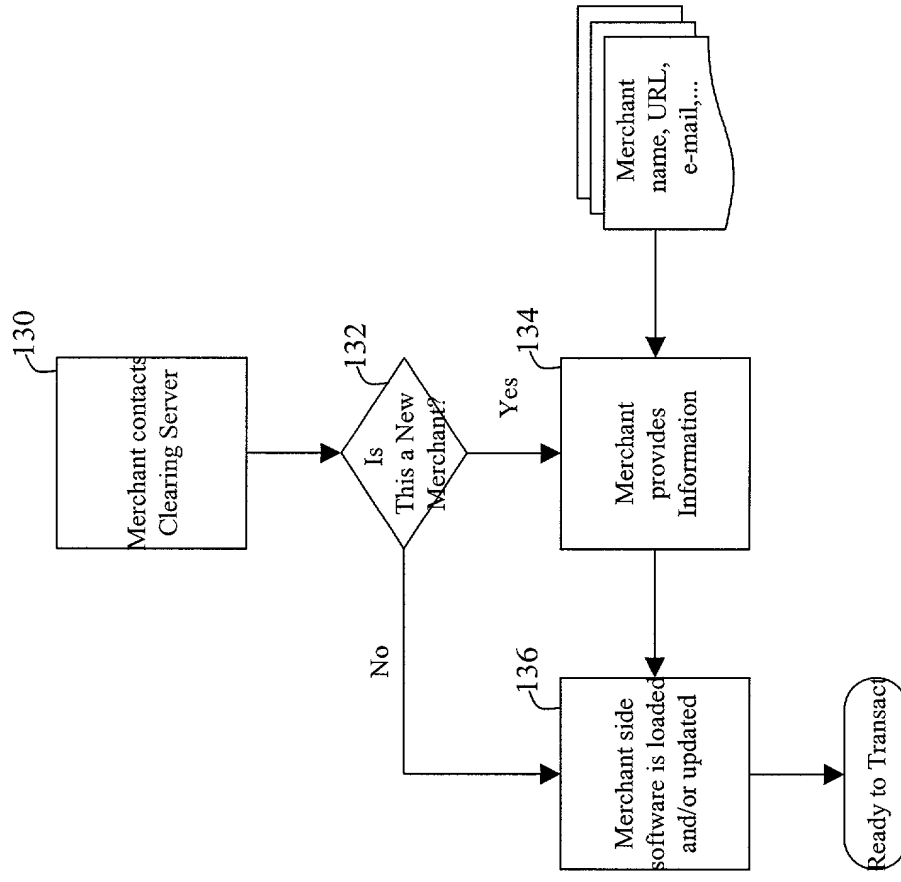 130
Merchant contacts
Clearing Server
132
Is
This a New
Merchant?
Yes
No
134
Merchant
provides
Information
Merchant
name, URL,
e-mail,...
136
Merchant side
software is loaded
and/or updated
Ready to Transact